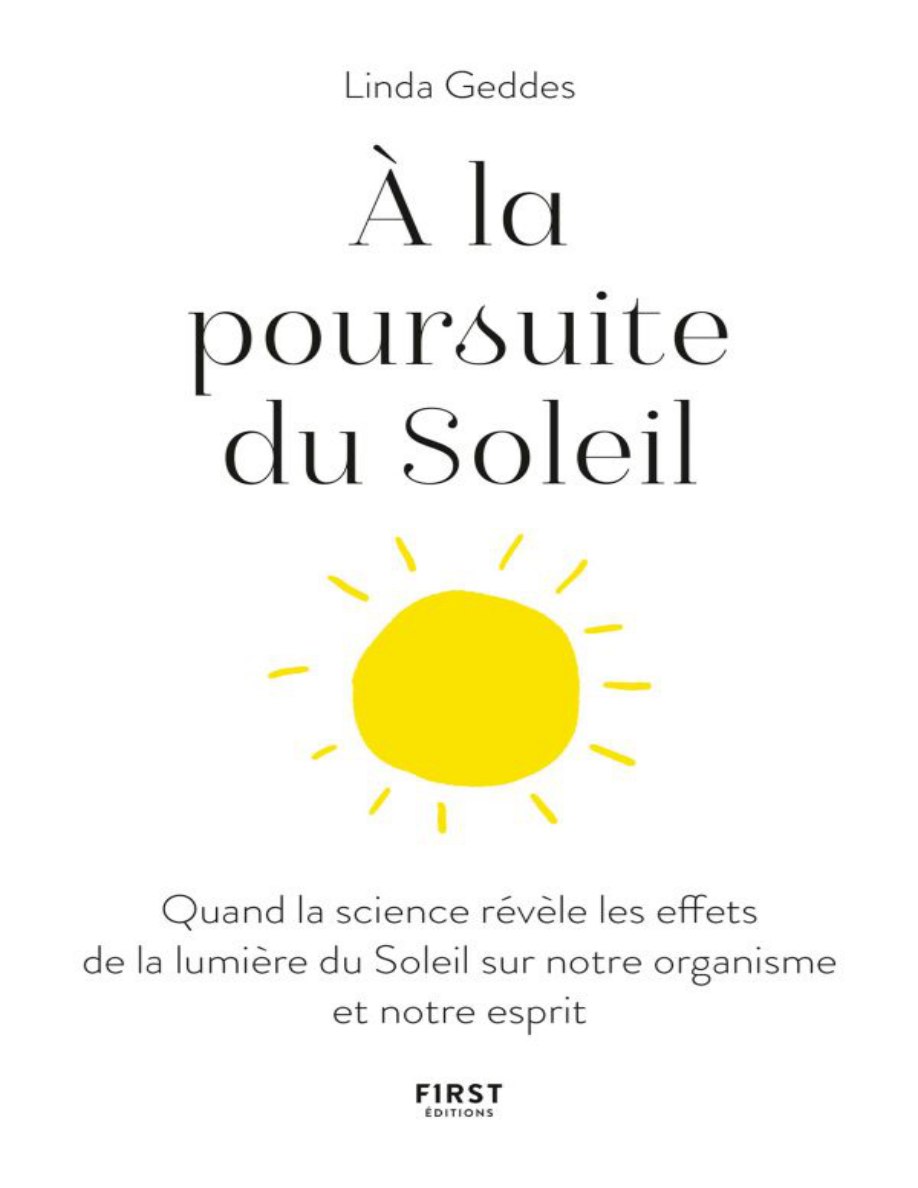 Linda Geddes
À la
poursuite
du Soleil
Quand la science révèle les effets
de la lumière du Soleil sur notre organisme
et notre esprit
F1RST
ÉDITIONS